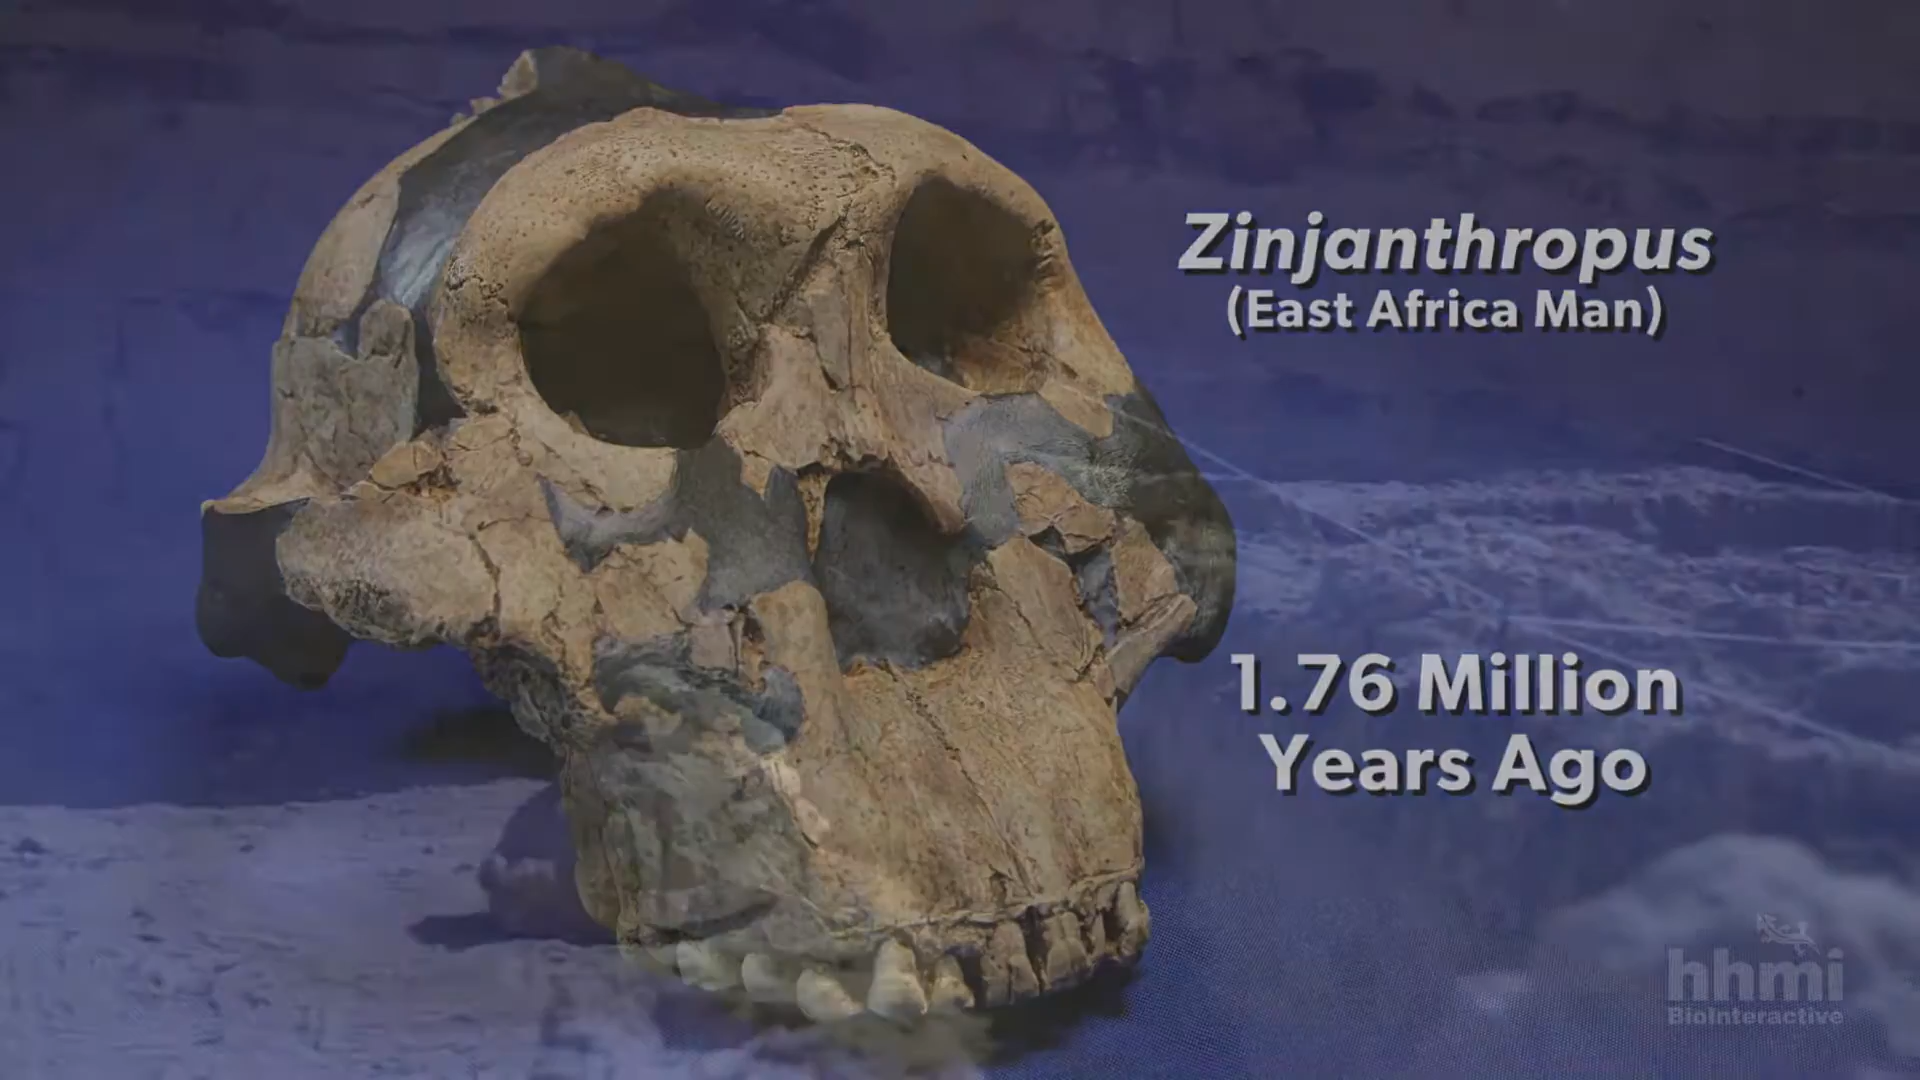 Zinjanthropus
(East Africa Man)
1.76 Million
Years Ago
hhmi
BioInteractive